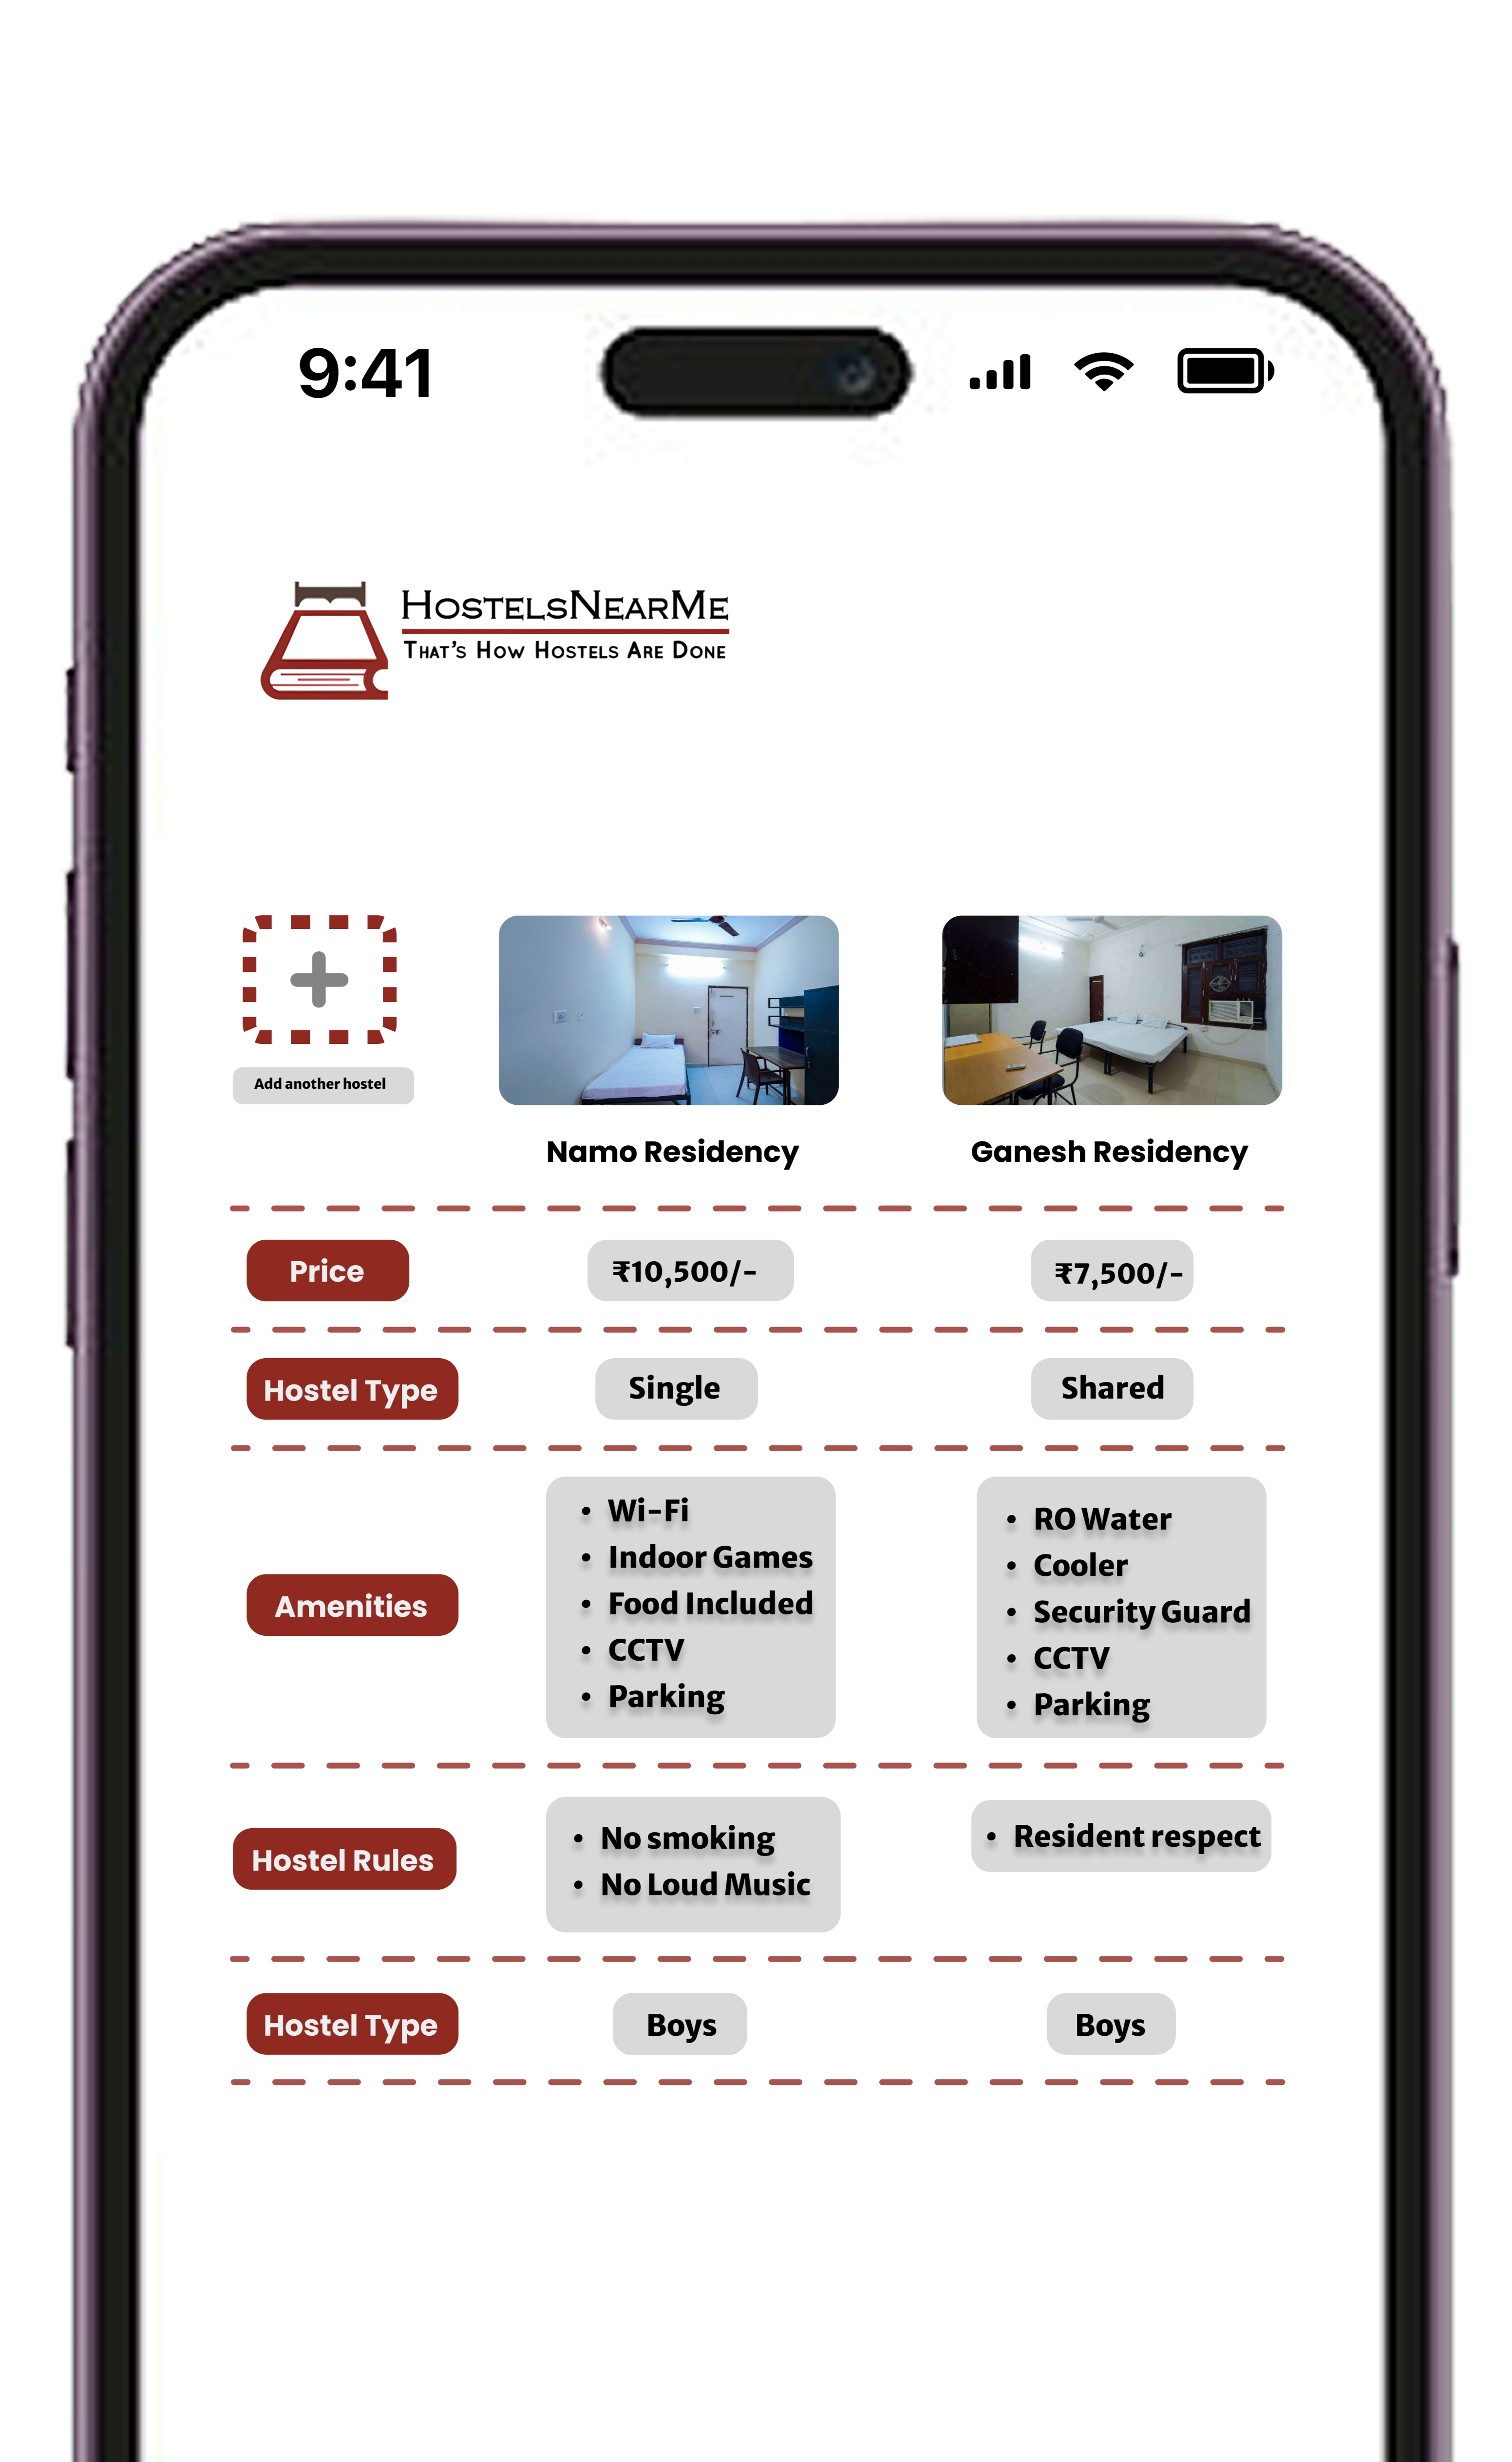 9:41
HostelsNearMe
That's How Hostels Are Done
Add another hostel
Namo Residency
Ganesh Residency
Price
₹10,500/-
₹7,500/-
Hostel Type
Single
Shared
Amenities
• Wi-Fi
• Indoor Games
• Food Included
• CCTV
• Parking
• RO Water
• Cooler
• Security Guard
• CCTV
• Parking
Hostel Rules
• No smoking
• No Loud Music
• Resident respect
Hostel Type
Boys
Boys